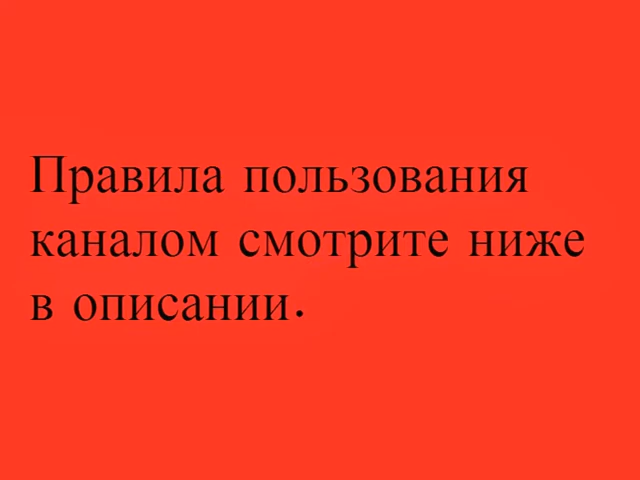 Правила пользования
каналом смотрите ниже
в описании.